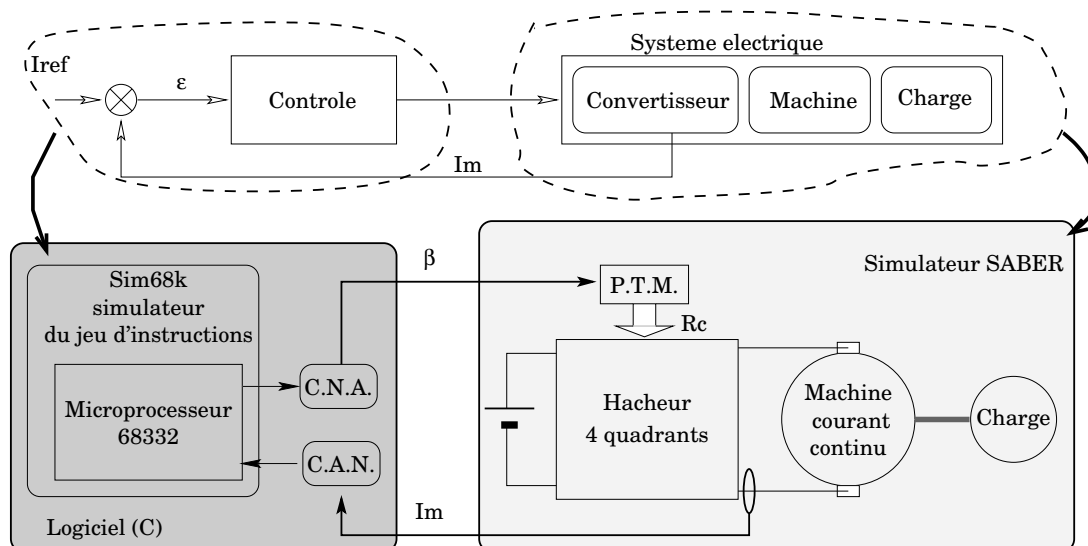 Systeme electrique
Iref
ε
Controle
Convertisseur
Machine
Charge
Im
β
Simulateur SABER
Sim68k
simulateur
du jeu d'instructions
P.T.M.
Rc
C.N.A.
Microprocesseur
68332
Hacheur
4 quadrants
Machine
courant
continu
Charge
C.A.N.
Im
Logiciel (C)